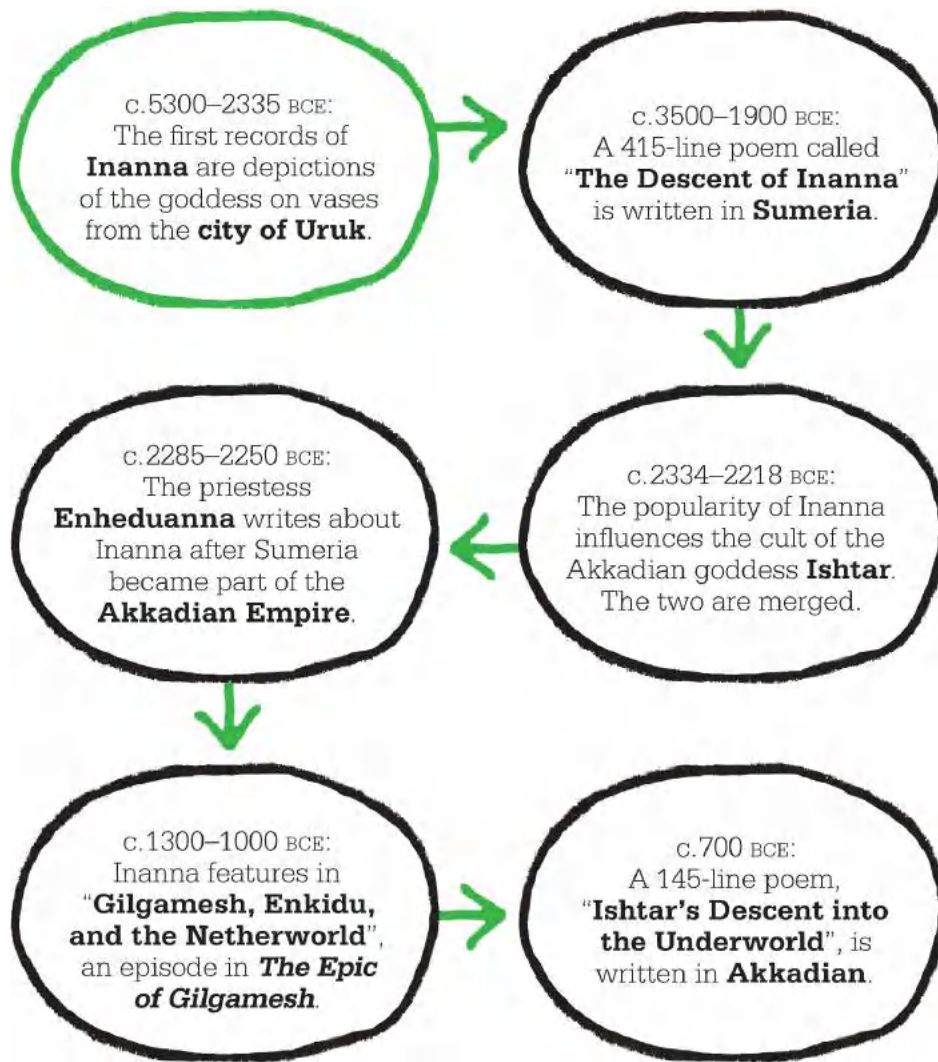 c.5300–2335 BCE:
The first records of
Inanna are depictions
of the goddess on vases
from the city of Uruk.
c.3500–1900 BCE:
A 415-line poem called
“The Descent of Inanna”
is written in Sumeria.
c.2334–2218 BCE:
The popularity of Inanna
influences the cult of the
Akkadian goddess Ishtar.
The two are merged.
c.2285–2250 BCE:
The priestess
Enheduanna writes about
Inanna after Sumeria
became part of the
Akkadian Empire.
c.1300–1000 BCE:
Inanna features in
“Gilgamesh, Enkidu,
and the Netherworld”,
an episode in The Epic
of Gilgamesh.
c.700 BCE:
A 145-line poem,
“Ishtar’s Descent into
the Underworld”, is
written in Akkadian.